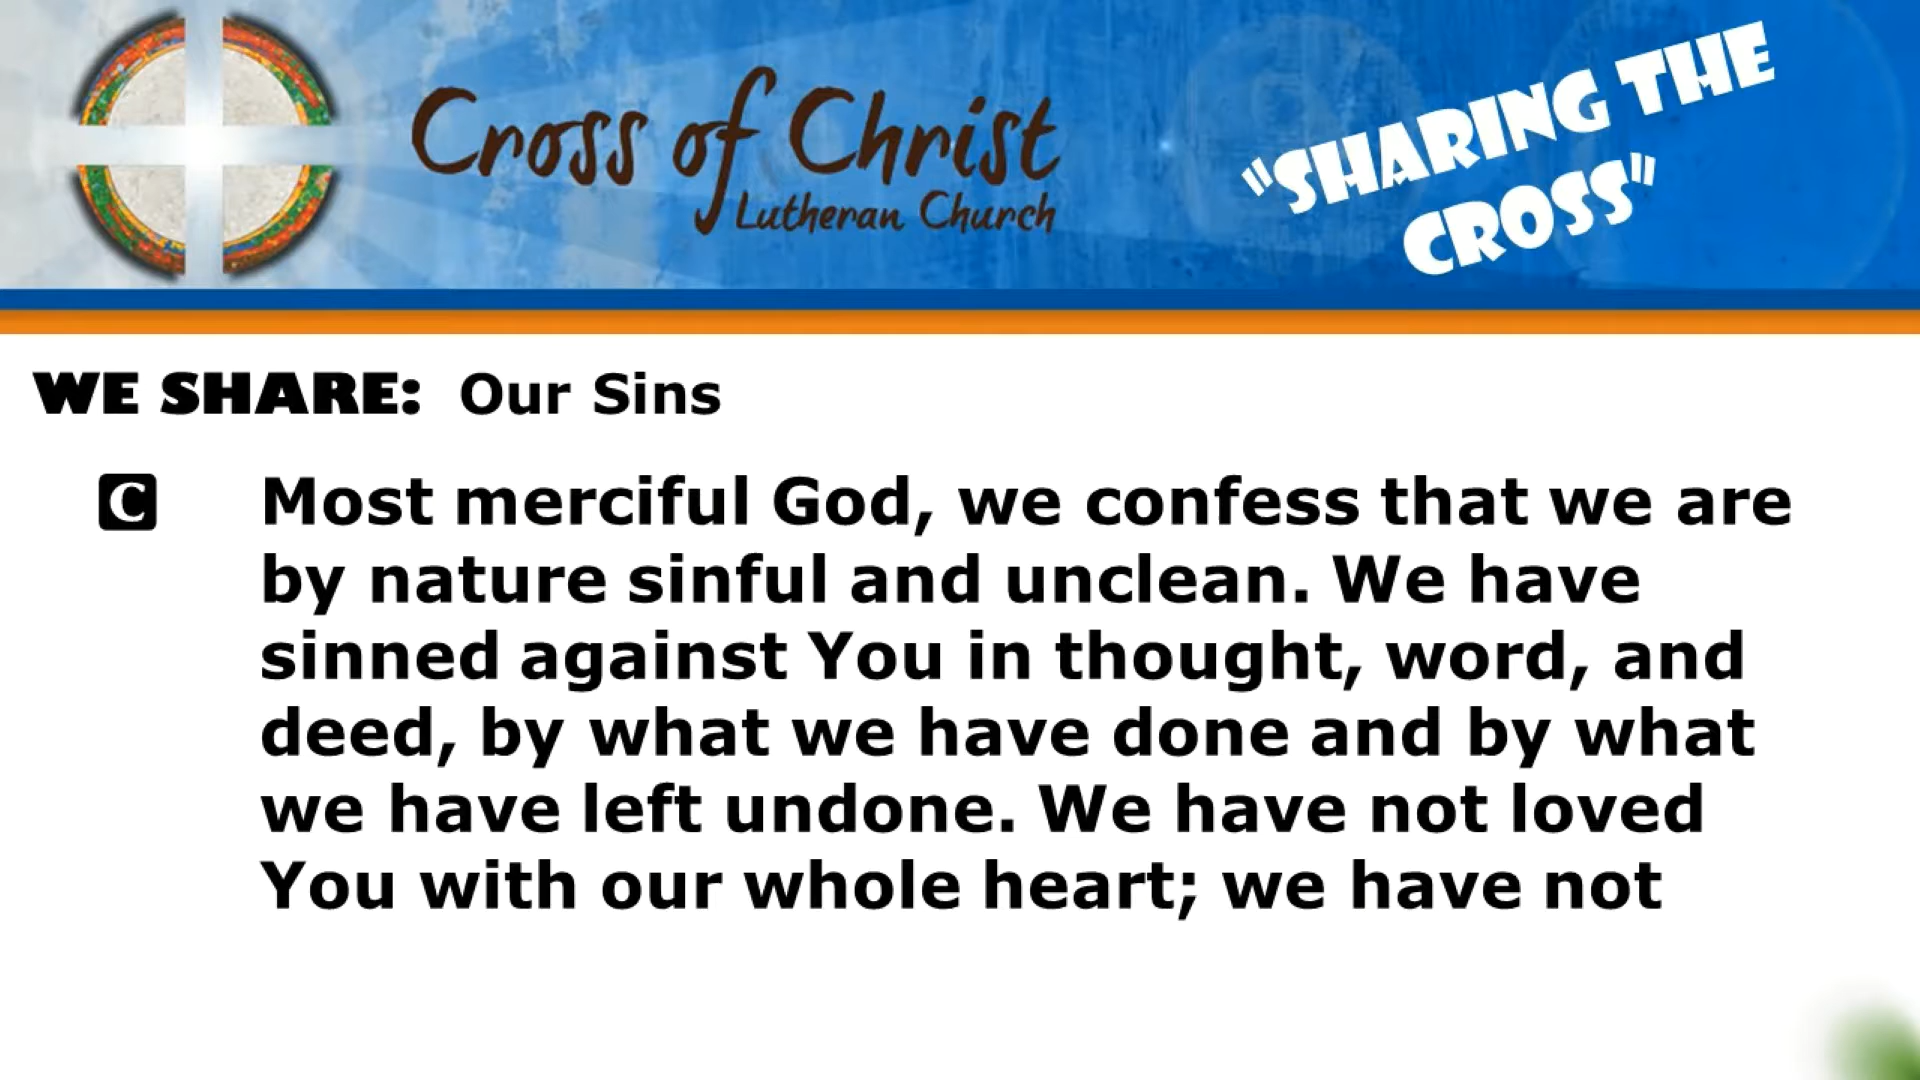 Cross of Christ
Lutheran Church
"SHARING THE
CROSS"
WE SHARE: Our Sins
C Most merciful God, we confess that we are
by nature sinful and unclean. We have
sinned against You in thought, word, and
deed, by what we have done and by what
we have left undone. We have not loved
You with our whole heart; we have not